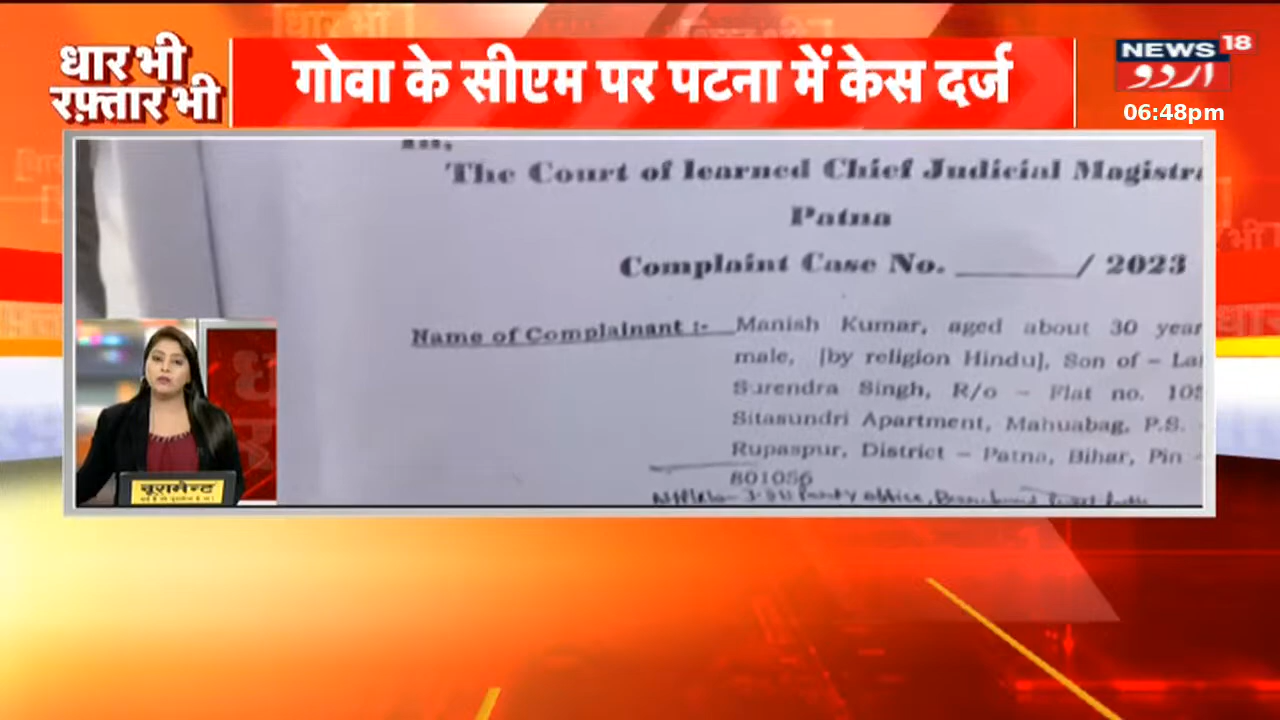 धार भी
रफ़्तार भी
गोवा के सीएम पर पटना में केस दर्ज
NEWS 18
اردو
06:48pm
The Court of learned Chief Judicial Magistra
Patna
Complaint Case No. ________/ 2023
Name of Complainant :- Manish Kumar, aged about 30 year
male, [by religion Hindu], Son of – La
Surendra Singh, R/o – Flat no. 10
Sitasundri Apartment, Mahuabag, P.S.
Rupaspur, District – Patna, Bihar, Pin –
801056
चूरामेन्ट